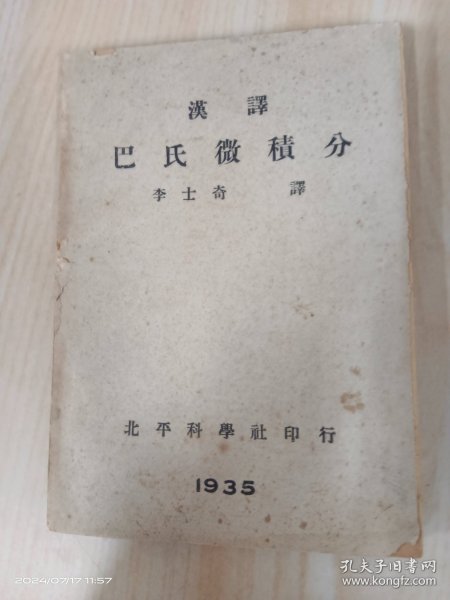 漢譯
巴氏微積分
李士奇 譯
北平科學社印行
1935
2024/07/17 11:57
孔夫子旧书网
www.kongfz.com